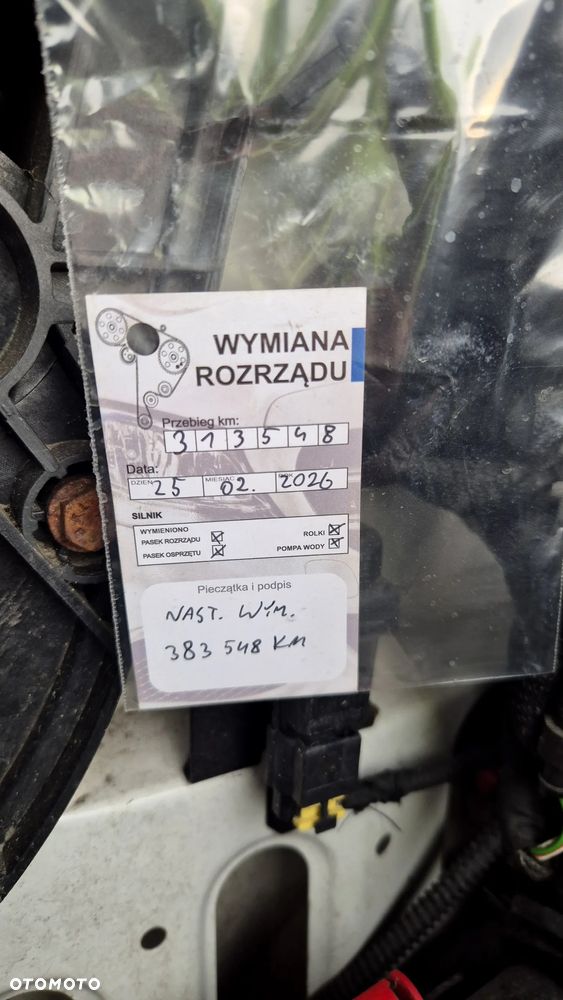 WYMIANA
ROZRZĄDU
Przebieg km:
313548
Data:
DZIEŃ 25 MIESIĄC 02. ROK 2026
SILNIK
WYMIENIONO
PASEK ROZRZĄDU ☒ ROLKI ☒
PASEK OSPRZĘTU ☒ POMPA WODY ☒
Pieczątka i podpis
NAST. WYM.
383 548 KM
OTOMOTO